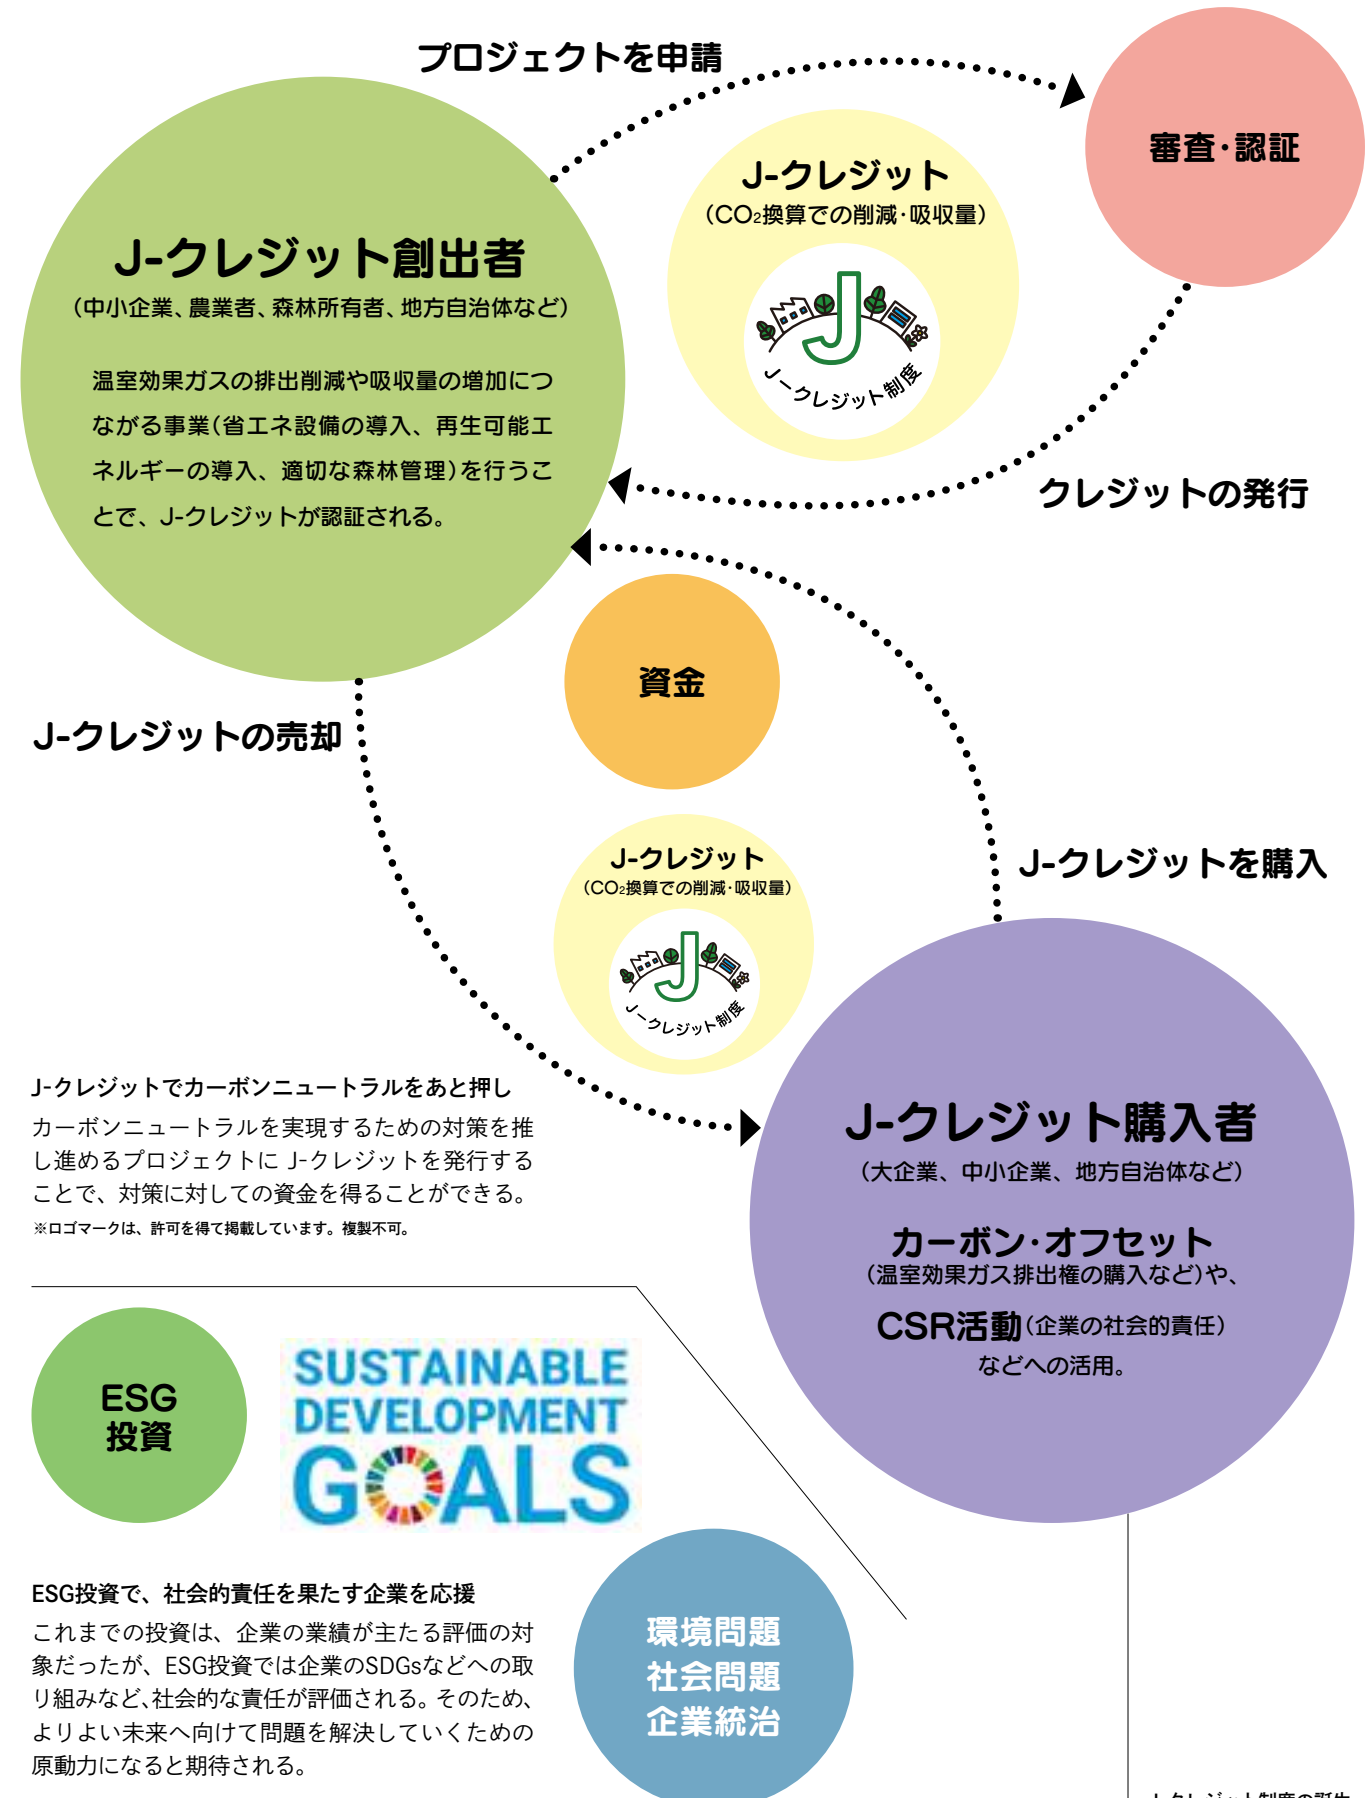 プロジェクトを申請
審査・認証
J-クレジット
（CO₂換算での削減・吸収量）
J-クレジット制度
J-クレジット創出者
（中小企業、農業者、森林所有者、地方自治体など）
温室効果ガスの排出削減や吸収量の増加につ
ながる事業（省エネ設備の導入、再生可能エ
ネルギーの導入、適切な森林管理）を行うこ
とで、J-クレジットが認証される。
クレジットの発行
資金
J-クレジットの売却
J-クレジット
（CO₂換算での削減・吸収量）
J-クレジット制度
J-クレジットを購入
J-クレジットでカーボンニュートラルをあと押し
カーボンニュートラルを実現するための対策を推
し進めるプロジェクトに J-クレジットを発行する
ことで、対策に対しての資金を得ることができる。
※ロゴマークは、許可を得て掲載しています。複製不可。
J-クレジット購入者
（大企業、中小企業、地方自治体など）
カーボン・オフセット
（温室効果ガス排出権の購入など）や、
CSR活動（企業の社会的責任）
などへの活用。
ESG
投資
SUSTAINABLE
DEVELOPMENT
GOALS
ESG投資で、社会的責任を果たす企業を応援
これまでの投資は、企業の業績が主たる評価の対
象だったが、ESG投資では企業のSDGsなどへの取
り組みなど、社会的な責任が評価される。そのため、
よりよい未来へ向けて問題を解決していくための
原動力になると期待される。
環境問題
社会問題
企業統治